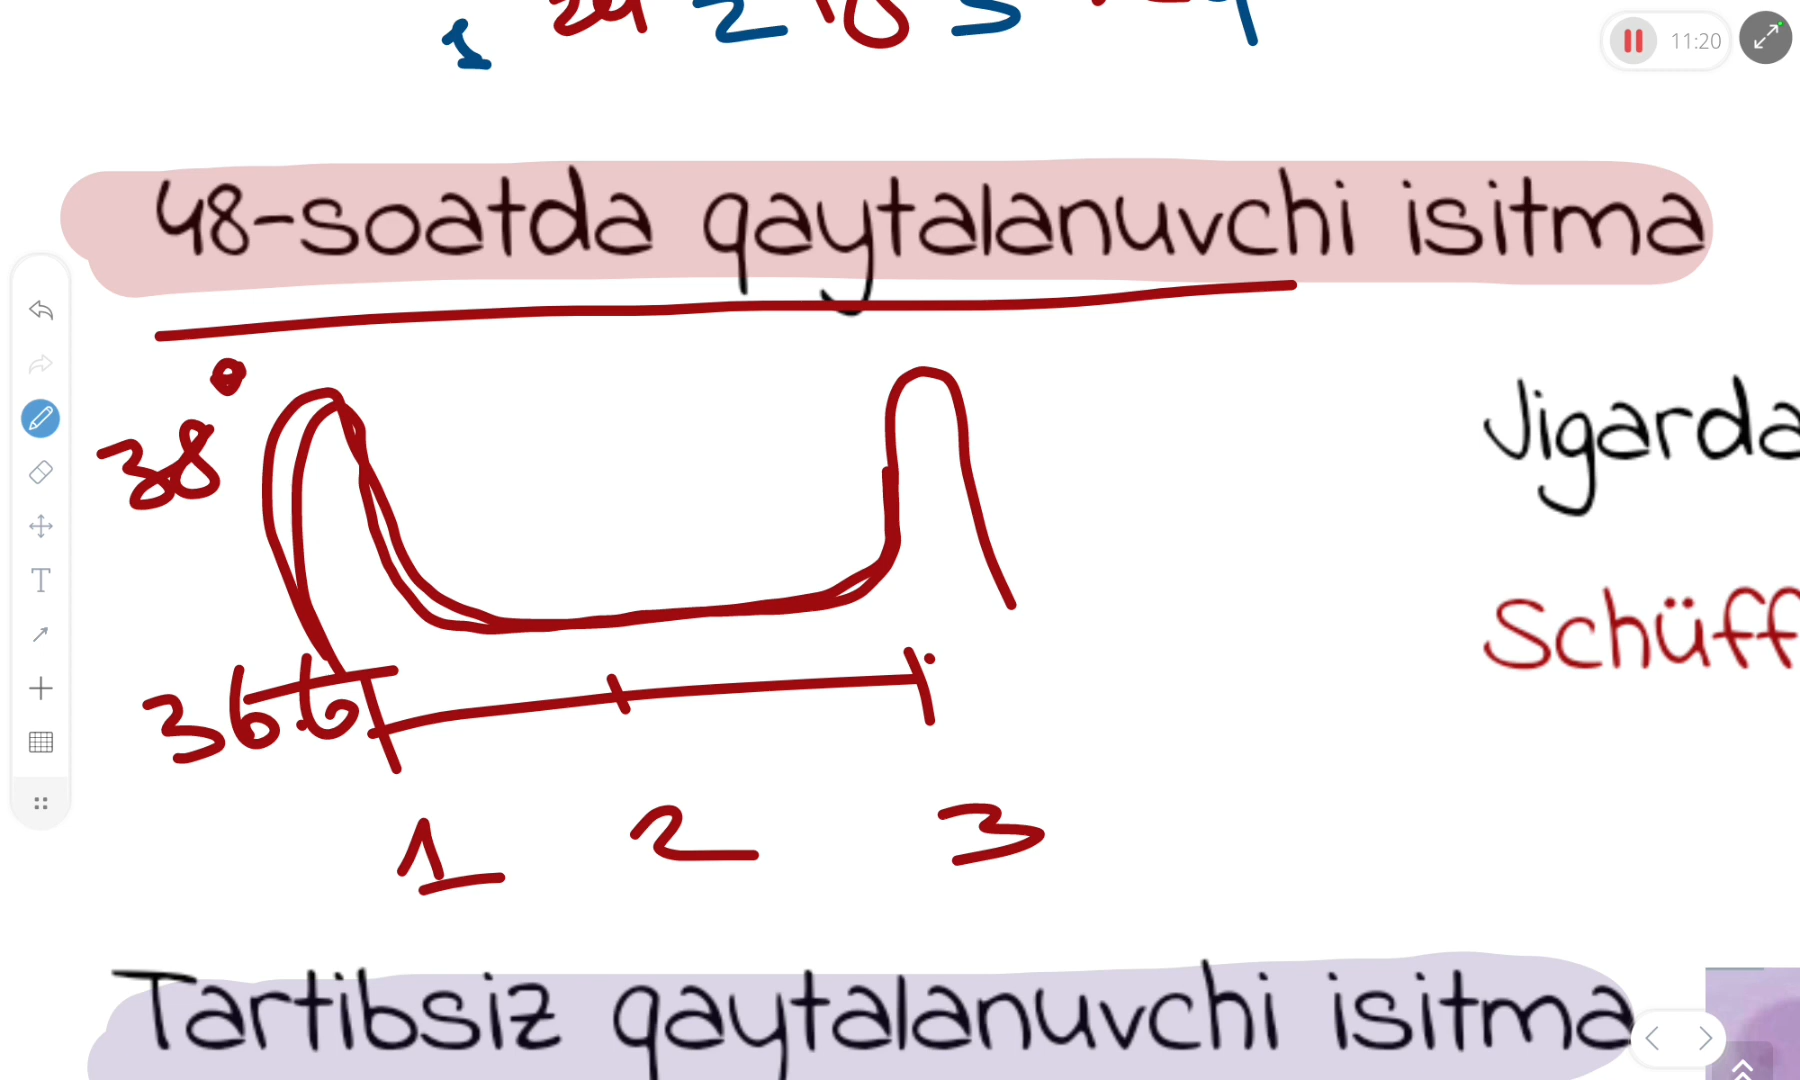 11:20
48-soatda qaytalanuvchi isitma
38°
Jigarda
Schüff
36.6
1 2 3
Tartibsiz qaytalanuvchi isitma